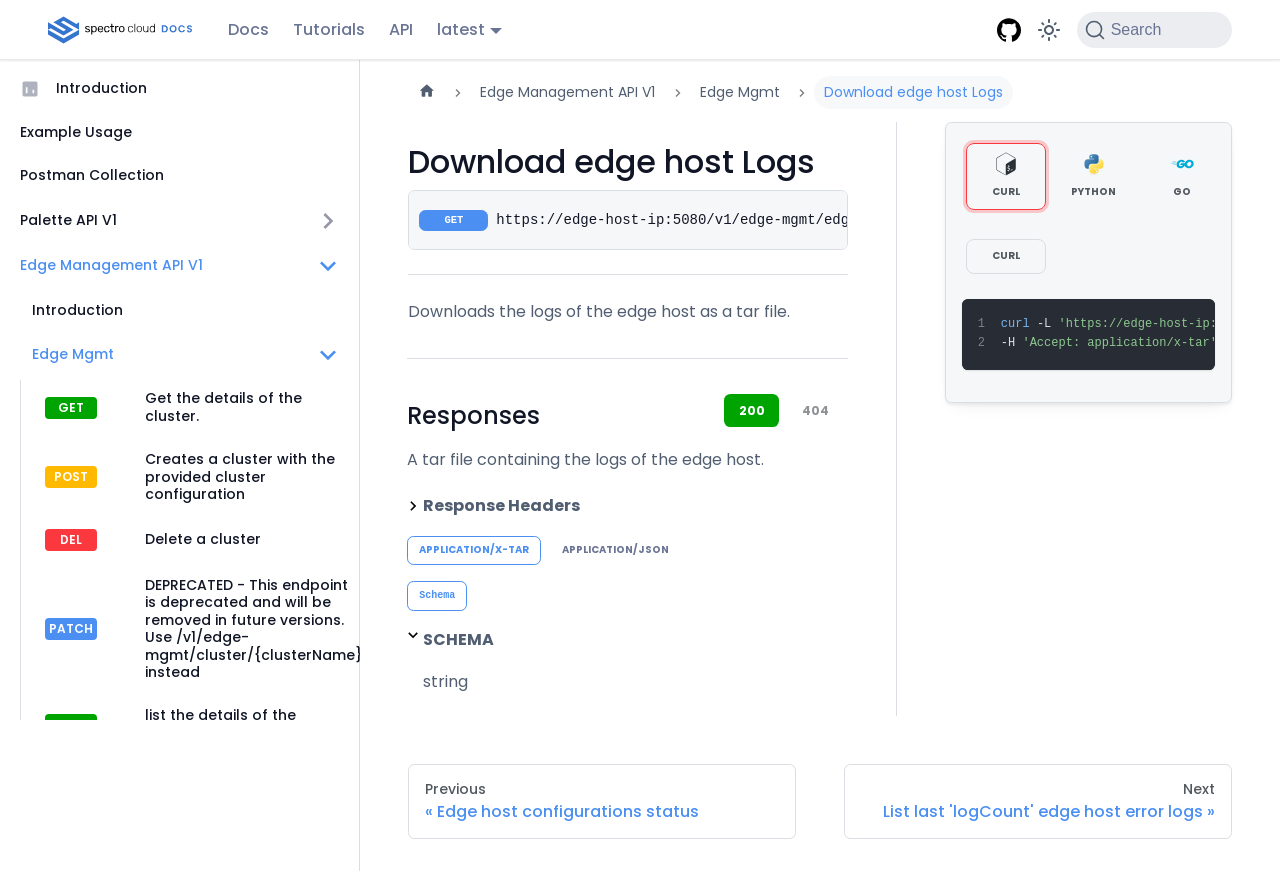 spectro cloud DOCS
Docs
Tutorials
API
latest
Search
Introduction
Example Usage
Postman Collection
Palette API V1
Edge Management API V1
Introduction
Edge Mgmt
GET
Get the details of the
cluster.
POST
Creates a cluster with the
provided cluster
configuration
DEL
Delete a cluster
PATCH
DEPRECATED - This endpoint
is deprecated and will be
removed in future versions.
Use /v1/edge-
mgmt/cluster/{clusterName}
instead
list the details of the
Edge Management API V1
Edge Mgmt
Download edge host Logs
Download edge host Logs
GET https://edge-host-ip:5080/v1/edge-mgmt/edg
Downloads the logs of the edge host as a tar file.
Responses
200
404
A tar file containing the logs of the edge host.
Response Headers
APPLICATION/X-TAR
APPLICATION/JSON
Schema
SCHEMA
string
CURL
PYTHON
GO
CURL
1 curl -L 'https://edge-host-ip:
2 -H 'Accept: application/x-tar'
Previous
« Edge host configurations status
Next
List last 'logCount' edge host error logs »